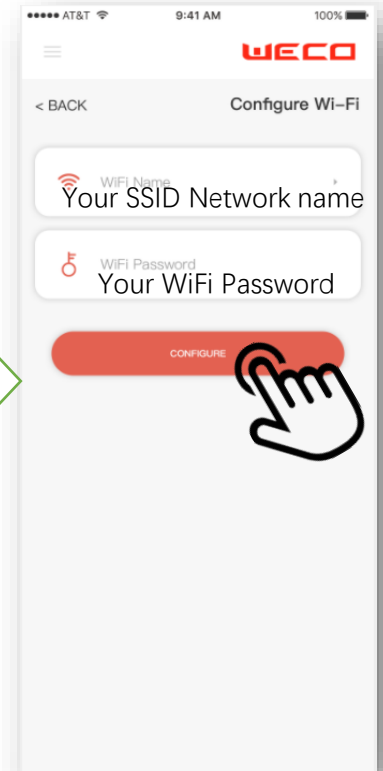 AT&T 9:41 AM 100%
WECO
< BACK Configure Wi-Fi
WiFi Name
Your SSID Network name
WiFi Password
Your WiFi Password
CONFIGURE